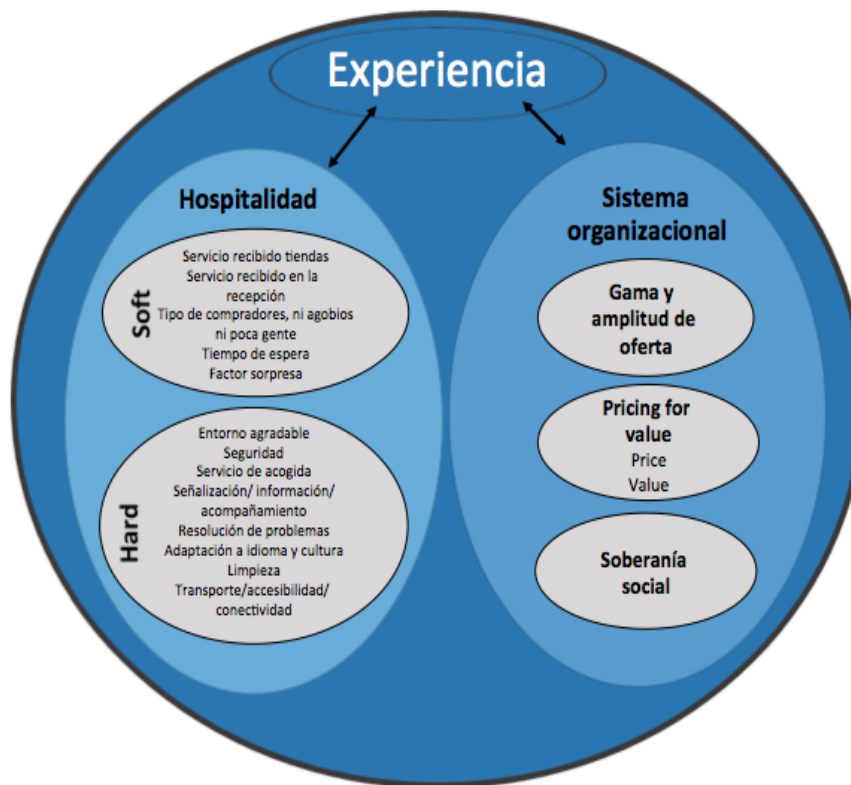 Experiencia
Hospitalidad
Soft
Servicio recibido tiendas
Servicio recibido en la
recepción
Tipo de compradores, ni agobios
ni poca gente
Tiempo de espera
Factor sorpresa
Hard
Entorno agradable
Seguridad
Servicio de acogida
Señalización/ información/
acompañamiento
Resolución de problemas
Adaptación a idioma y cultura
Limpieza
Transporte/accesibilidad/
conectividad
Sistema
organizacional
Gama y
amplitud de
oferta
Pricing for
value
Price
Value
Soberanía
social